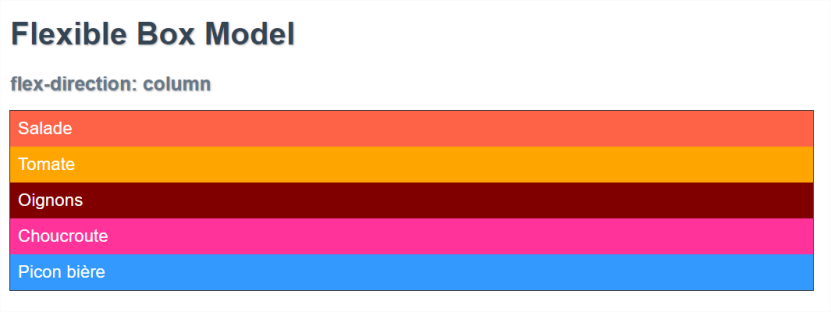 Flexible Box Model
flex-direction: column
Salade
Tomate
Oignons
Choucroute
Picon bière